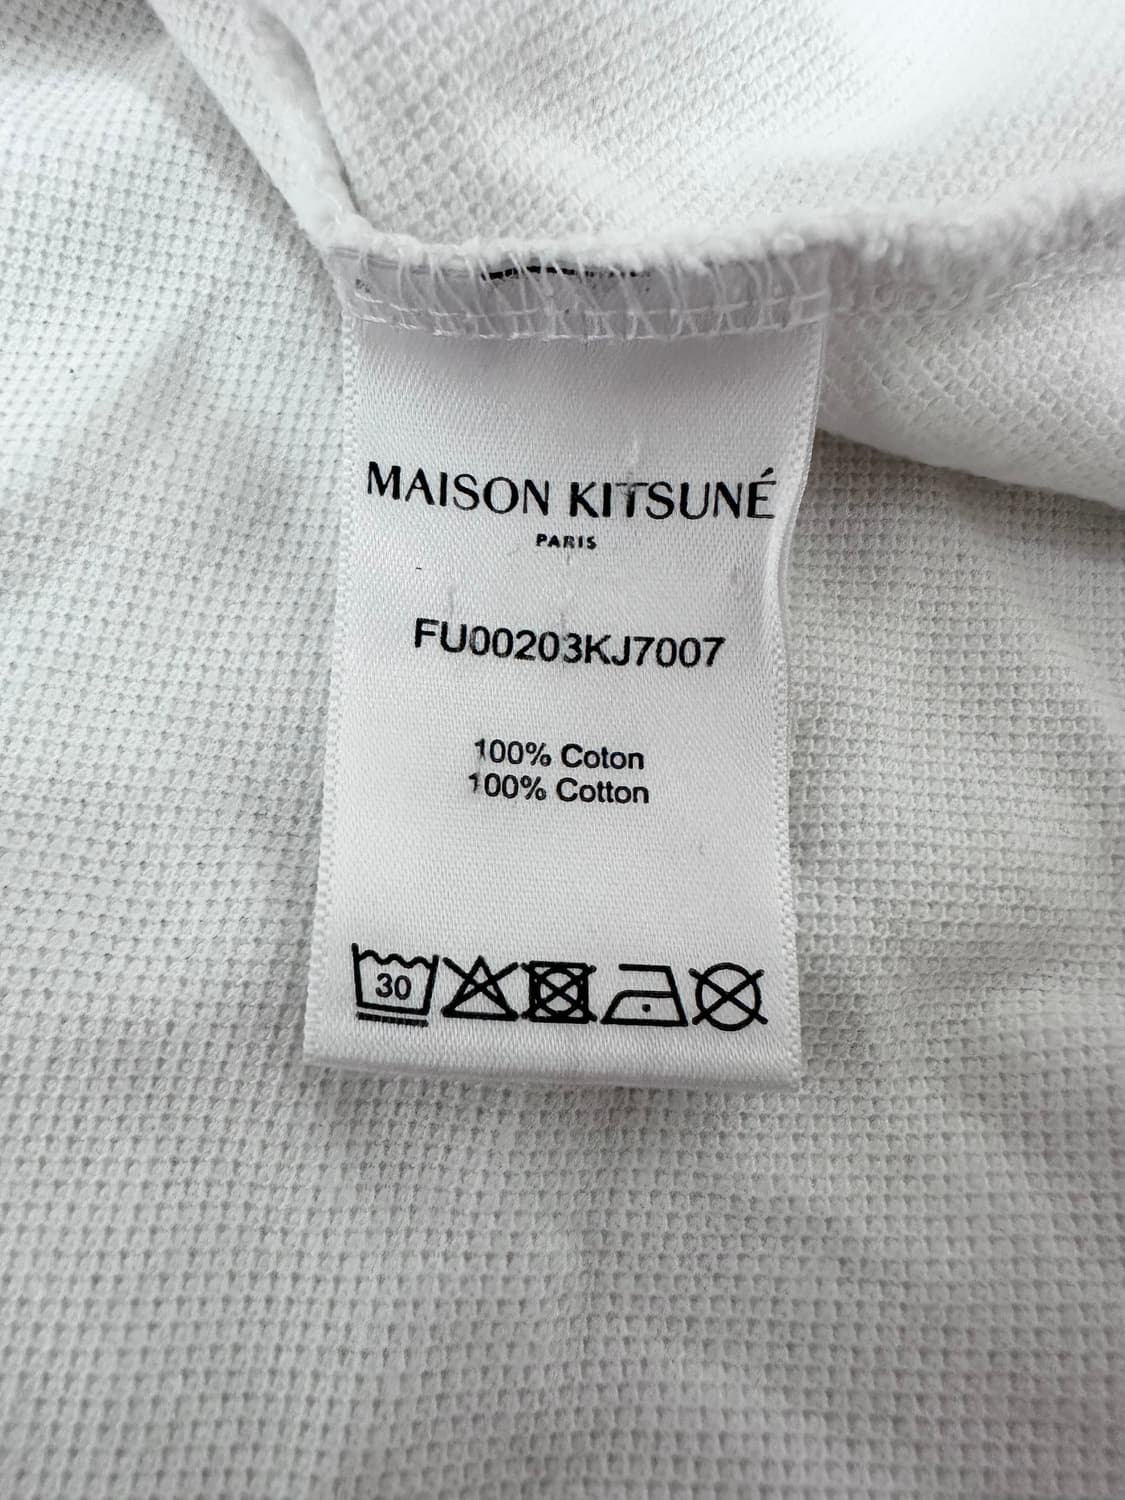 MAISON KITSUNÉ
PARIS
FU00203KJ7007
100% Coton
100% Cotton
30